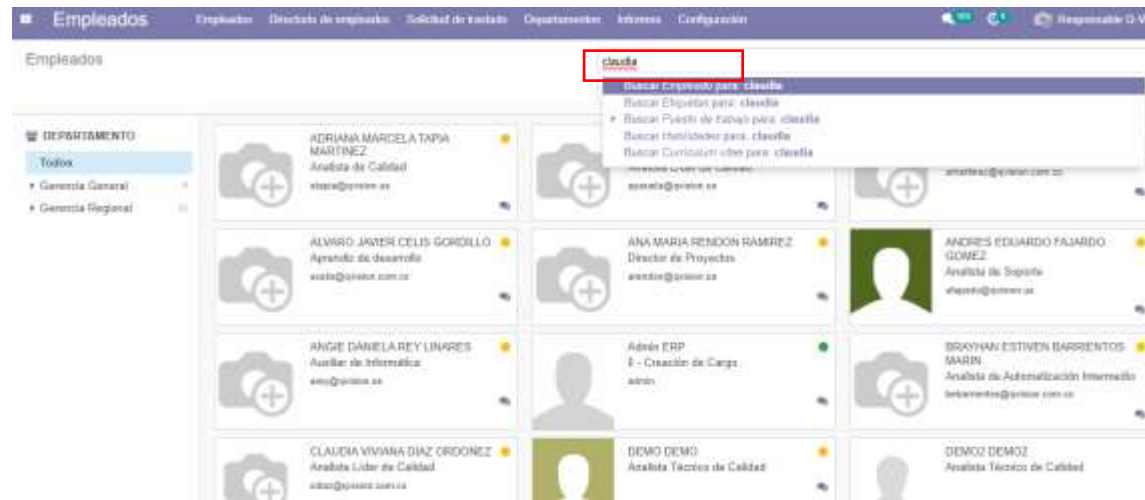 Empleados
Empleados Directorio de empleados Solicitud de traslado Departamentos Informes Configuración
Responsable Q-V
Empleados
claudia
Buscar Empleado para: claudia
Buscar Etiquetas para: claudia
Buscar Puesto de trabajo para: claudia
Buscar Habilidades para: claudia
Buscar Currículum vitae para: claudia
DEPARTAMENTO
Todos
Gerencia General
Gerencia Regional
ADRIANA MARCELA TAPIA
MARTINEZ
Analista de Calidad
ALVARO JAVIER CELIS GORDILLO
Aprendiz de desarrollo
ANA MARIA RENDON RAMIREZ
Director de Proyectos
ANDRES EDUARDO FAJARDO
GOMEZ
Analista de Soporte
ANGIE DANIELA REY LINARES
Auxiliar de Informática
Admin ERP
0 - Creación de Cargo
admin
BRAYHAN ESTIVEN BARRIENTOS
MARIN
Analista de Automatización Intermedio
CLAUDIA VIVIANA DIAZ ORDOÑEZ
Analista Líder de Calidad
DEMO DEMO
Analista Técnico de Calidad
DEMO2 DEMO2
Analista Técnico de Calidad